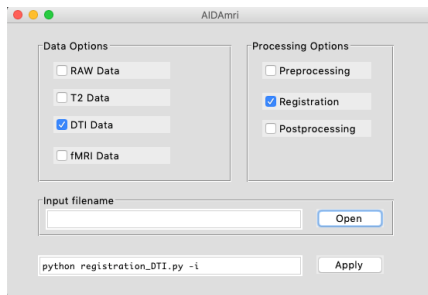 AIDAmri
Data Options
RAW Data
T2 Data
DTI Data
fMRI Data
Processing Options
Preprocessing
Registration
Postprocessing
Input filename
Open
python registration_DTI.py -i
Apply